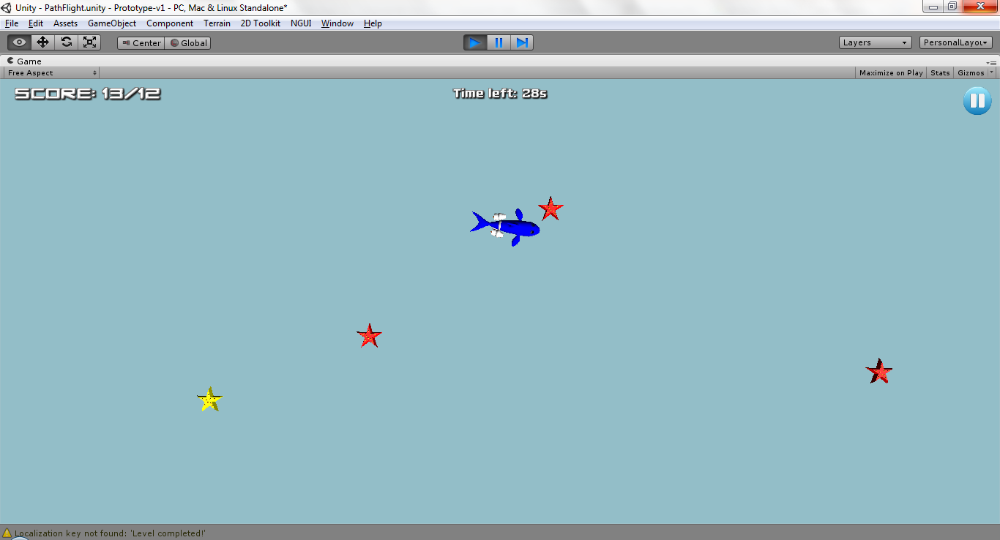 Unity - PathFlight.unity - Prototype-v1 - PC, Mac & Linux Standalone*
File Edit Assets GameObject Component Terrain 2D Toolkit NGUI Window Help
Center Global Layers PersonalLayou
Game
Free Aspect Maximize on Play Stats Gizmos
SCORE: 13/12 Time left: 28s
Localization key not found: 'Level completed!'